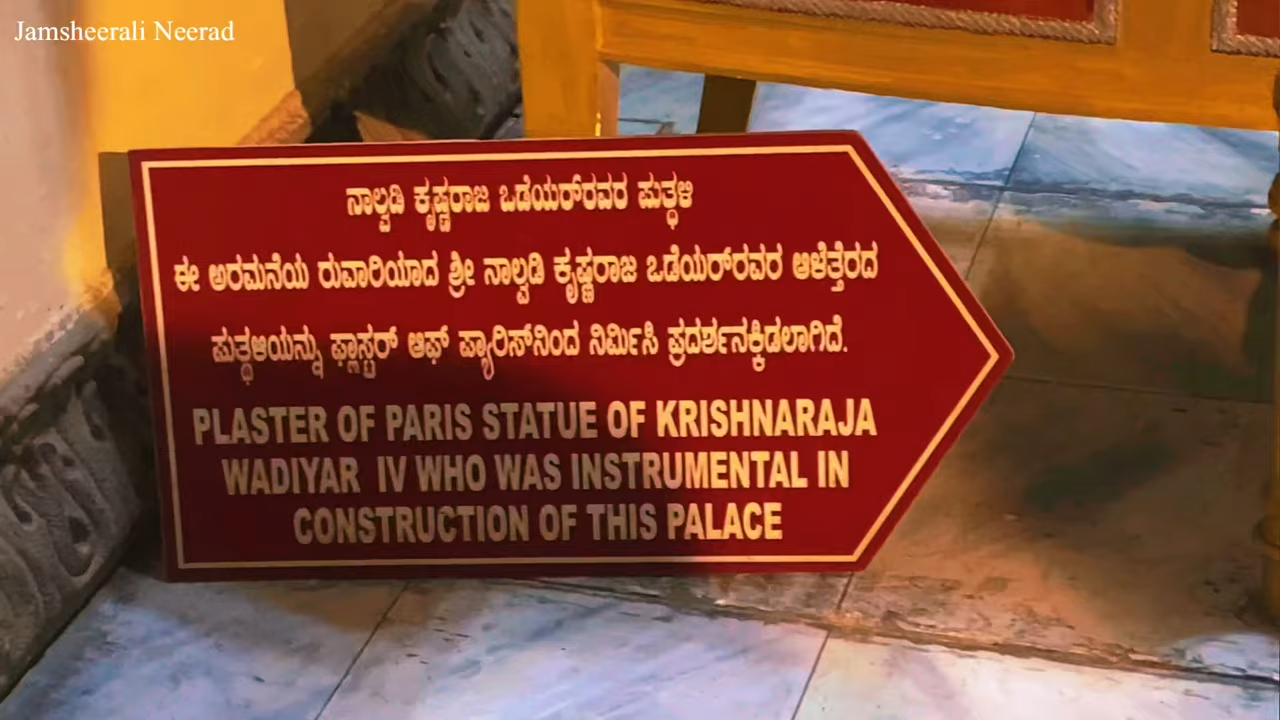 Jamsheerali Neerad
ನಾಲ್ವಡಿ ಕೃಷ್ಣರಾಜ ಒಡೆಯರ್‌ರವರ ಪುತ್ಥಳಿ
ಈ ಅರಮನೆಯ ರುವಾರಿಯಾದ ಶ್ರೀ ನಾಲ್ವಡಿ ಕೃಷ್ಣರಾಜ ಒಡೆಯರ್‌ರವರ ಆಳೆತ್ತರದ
ಪುತ್ಥಳಿಯನ್ನು ಪ್ಲಾಸ್ಟರ್ ಆಫ್ ಪ್ಯಾರಿಸ್‌ನಿಂದ ನಿರ್ಮಿಸಿ ಪ್ರದರ್ಶನಕ್ಕಿಡಲಾಗಿದೆ.
PLASTER OF PARIS STATUE OF KRISHNARAJA
WADIYAR IV WHO WAS INSTRUMENTAL IN
CONSTRUCTION OF THIS PALACE